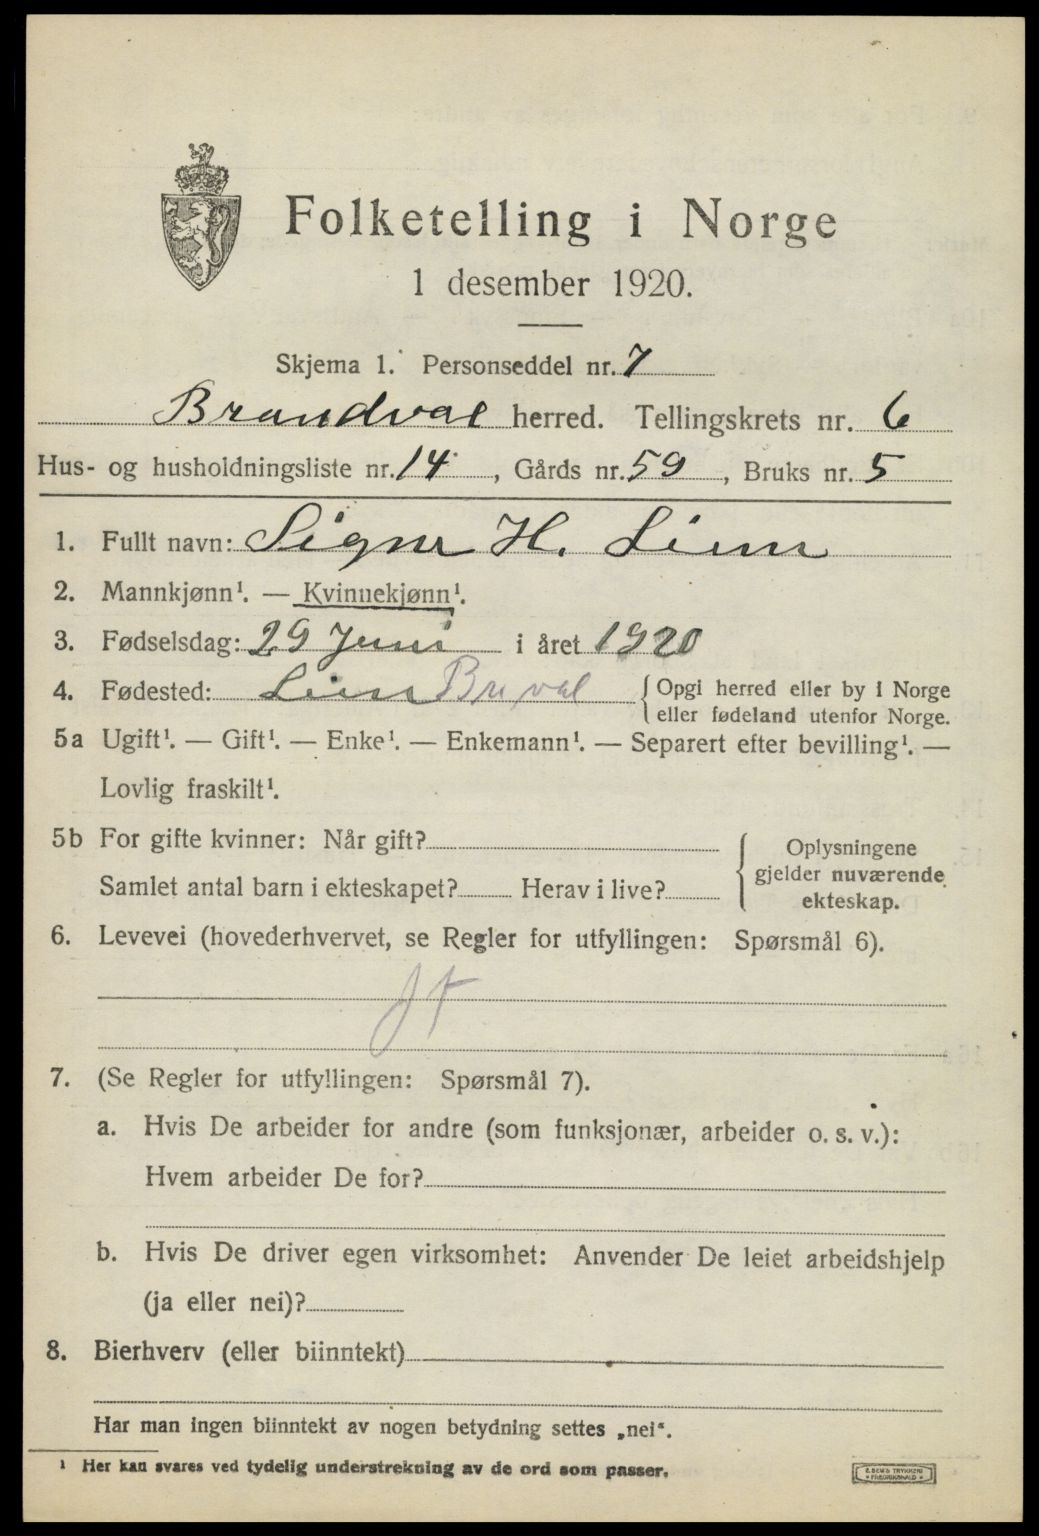 Folketelling i Norge
1 desember 1920.
Skjema 1. Personseddel nr. 7
Brandval herred. Tellingskrets nr. 6
Hus- og husholdningsliste nr. 14, Gårds nr. 59, Bruks nr. 5
1. Fullt navn: Signe H. Lien
2. Mannkjønn¹. — Kvinnekjønn¹.
3. Fødselsdag: 29 Juni i året 1920
4. Fødested: Lien Br.val { Opgi herred eller by i Norge
eller fødeland utenfor Norge.
5a Ugift¹. — Gift¹. — Enke¹. — Enkemann¹. — Separert efter bevilling¹. —
Lovlig fraskilt¹.
5b For gifte kvinner: Når gift?
Samlet antal barn i ekteskapet? Herav i live?
Oplysningene
gjelder nuværende
ekteskap.
6. Levevei (hovederhvervet, se Regler for utfyllingen: Spørsmål 6).
7. (Se Regler for utfyllingen: Spørsmål 7).
a. Hvis De arbeider for andre (som funksjonær, arbeider o. s. v.):
Hvem arbeider De for?
b. Hvis De driver egen virksomhet: Anvender De leiet arbeidshjelp
(ja eller nei)?
8. Bierhverv (eller biinntekt)
Har man ingen biinntekt av nogen betydning settes „nei“.
¹ Her kan svares ved tydelig understrekning av de ord som passer.